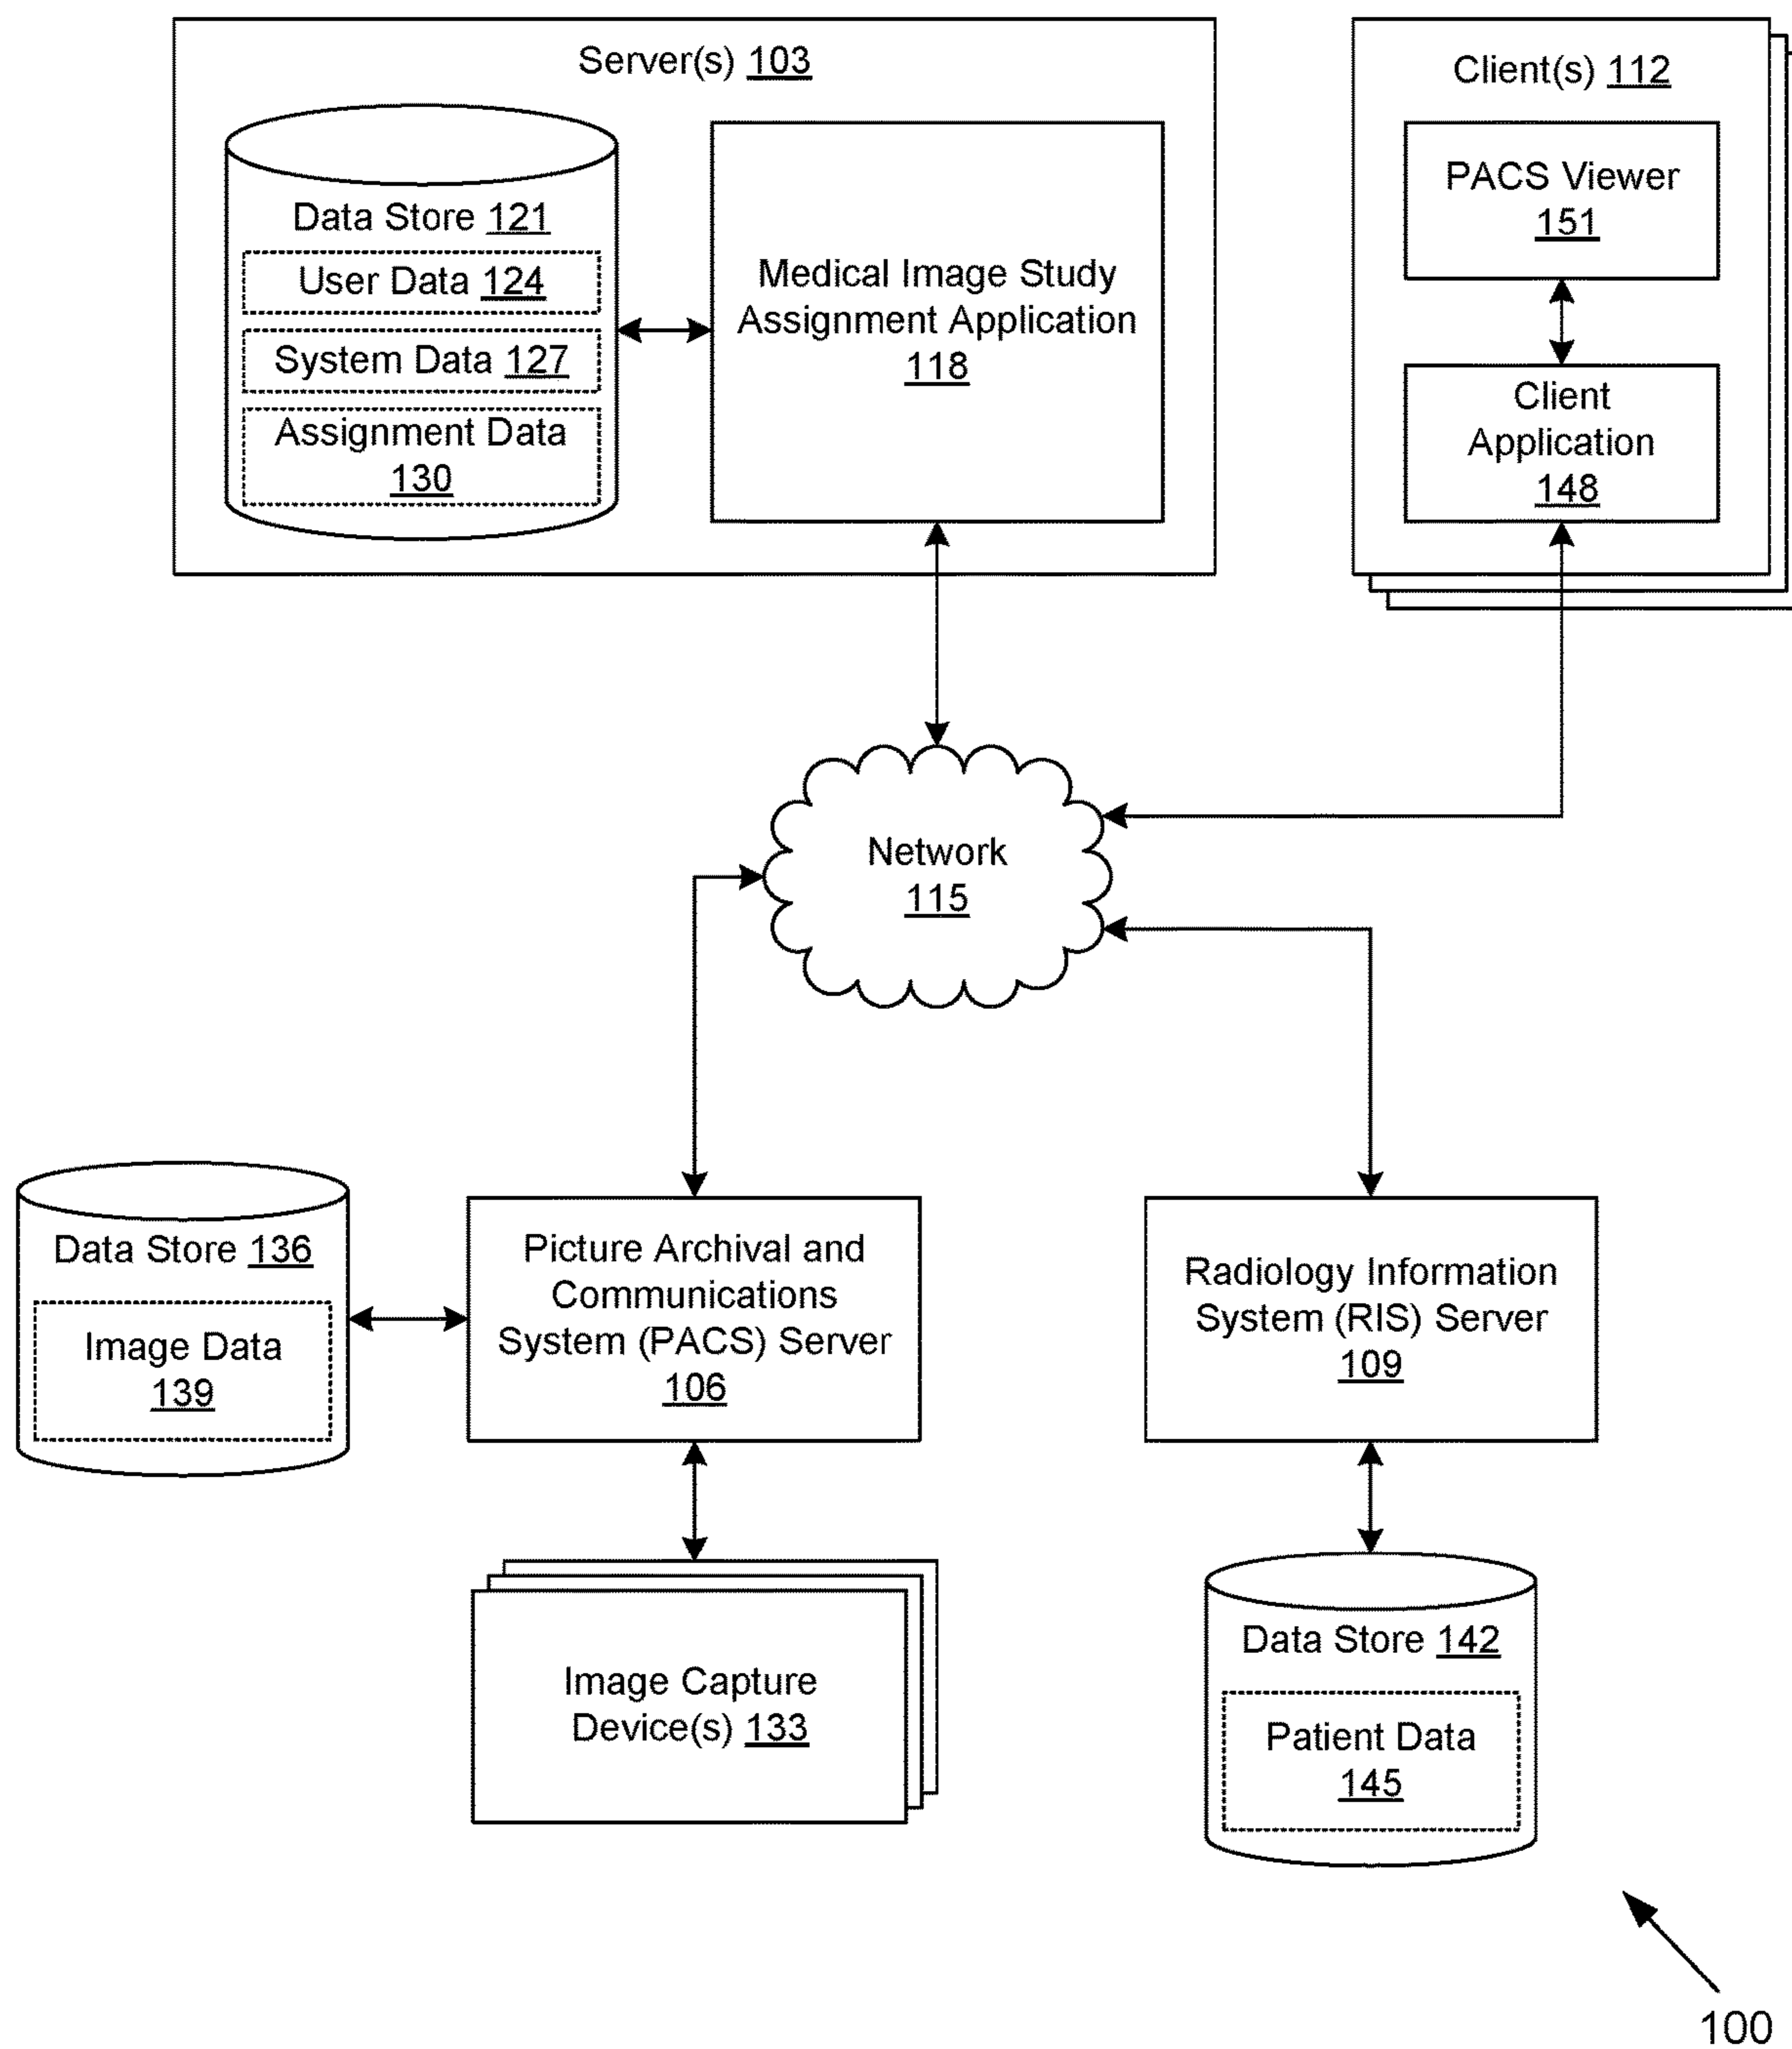 Server(s) 103
Data Store 121
User Data 124
System Data 127
Assignment Data
130
Medical Image Study
Assignment Application
118
Client(s) 112
PACS Viewer
151
Client
Application
148
Network
115
Data Store 136
Image Data
139
Picture Archival and
Communications
System (PACS) Server
106
Radiology Information
System (RIS) Server
109
Image Capture
Device(s) 133
Data Store 142
Patient Data
145
100